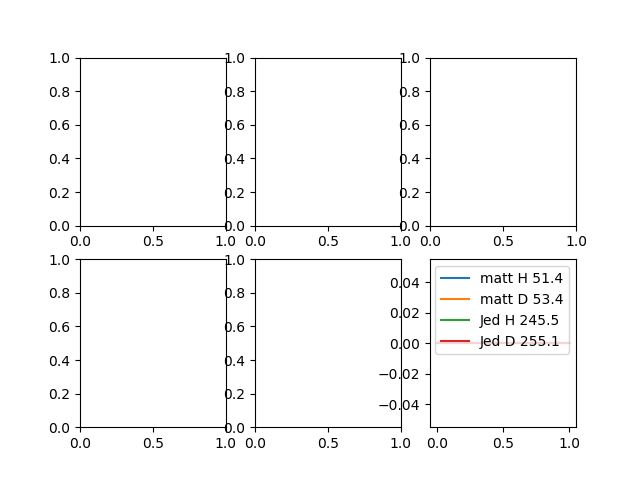 1.0 1.0 1.0
0.8 0.8 0.8
0.6 0.6 0.6
0.4 0.4 0.4
0.2 0.2 0.2
0.0 0.0 0.0
0.0 0.5 1.0 0.0 0.5 1.0 0.0 0.5 1.0
1.0 1.0
0.8 0.8
0.6 0.6
0.4 0.4
0.2 0.2
0.0 0.0
0.0 0.5 1.0 0.0 0.5 1.0
0.04
0.02
0.00
−0.02
−0.04
0.0 0.5 1.0
matt H 51.4
matt D 53.4
Jed H 245.5
Jed D 255.1